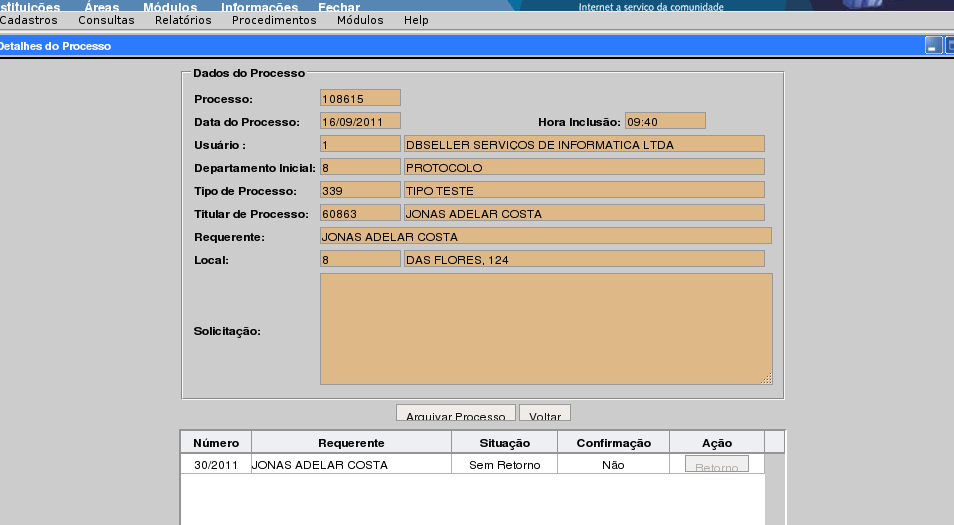 stituições Áreas Módulos Informações Fechar Internet a serviço da comunidade
Cadastros Consultas Relatórios Procedimentos Módulos Help
Detalhes do Processo
Dados do Processo
Processo: 108615
Data do Processo: 16/09/2011 Hora Inclusão: 09:40
Usuário : 1 DBSELLER SERVIÇOS DE INFORMATICA LTDA
Departamento Inicial: 8 PROTOCOLO
Tipo de Processo: 339 TIPO TESTE
Titular de Processo: 60863 JONAS ADELAR COSTA
Requerente: JONAS ADELAR COSTA
Local: 8 DAS FLORES, 124
Solicitação:
Arquivar Processo Voltar
Número Requerente Situação Confirmação Ação
30/2011 JONAS ADELAR COSTA Sem Retorno Não Retorno